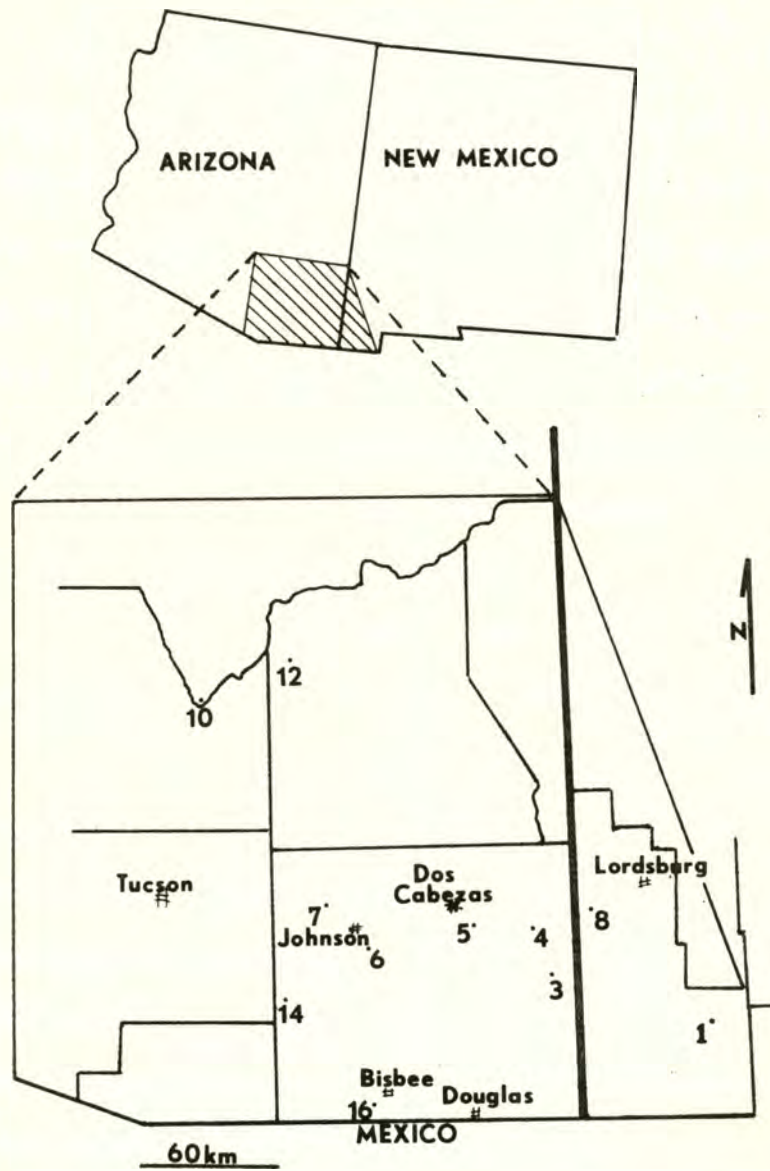 ARIZONA
NEW MEXICO
N
12
10
Tucson
Dos
Cabezas
Lordsburg
7
Johnson
5
4
8
6
3
14
1
Bisbee
16
Douglas
MEXICO
60km